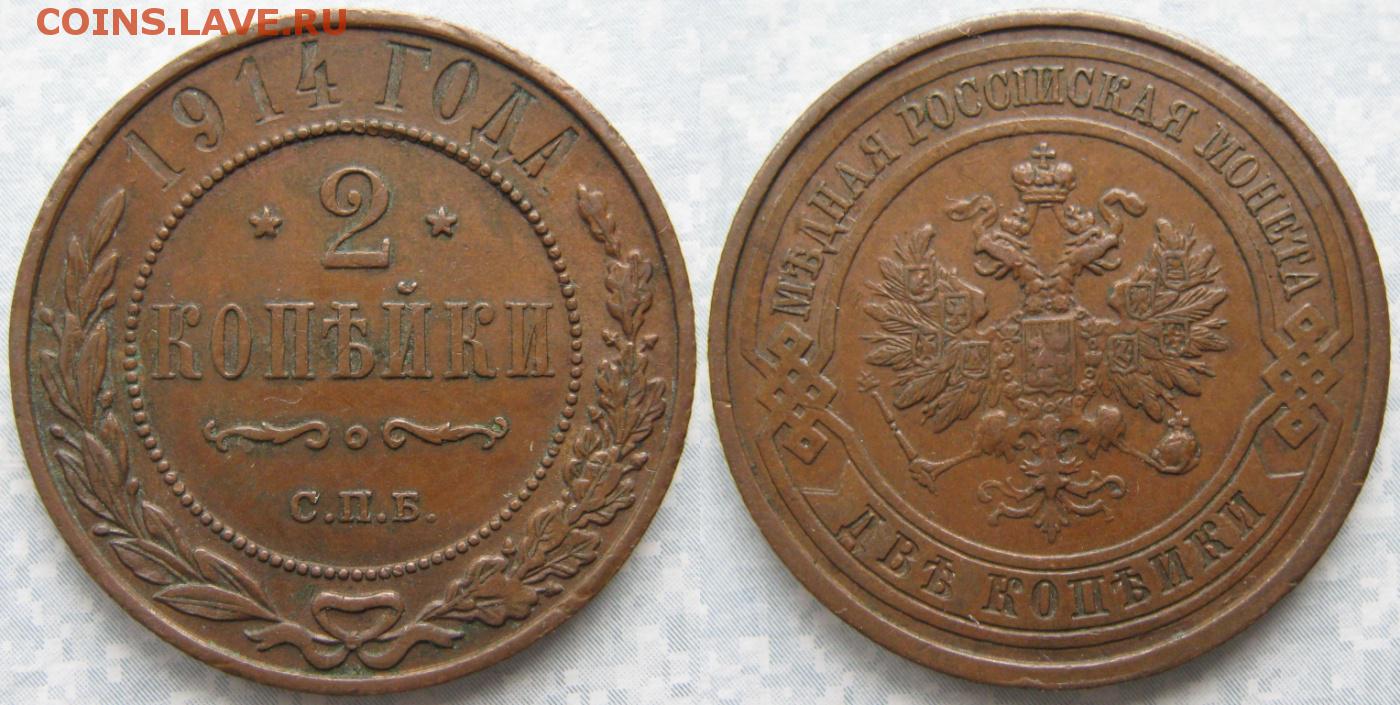 COINS.LAVE.RU
1914 ГОДА
2
КОПѢЙКИ
С.П.Б.
МѢДНАЯ РОССІЙСКАЯ МОНЕТА
ДВѢ КОПѢЙКИ